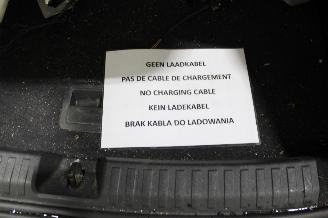 GEEN LAADKABEL
PAS DE CABLE DE CHARGEMENT
NO CHARGING CABLE
KEIN LADEKABEL
BRAK KABLA DO LADOWANIA